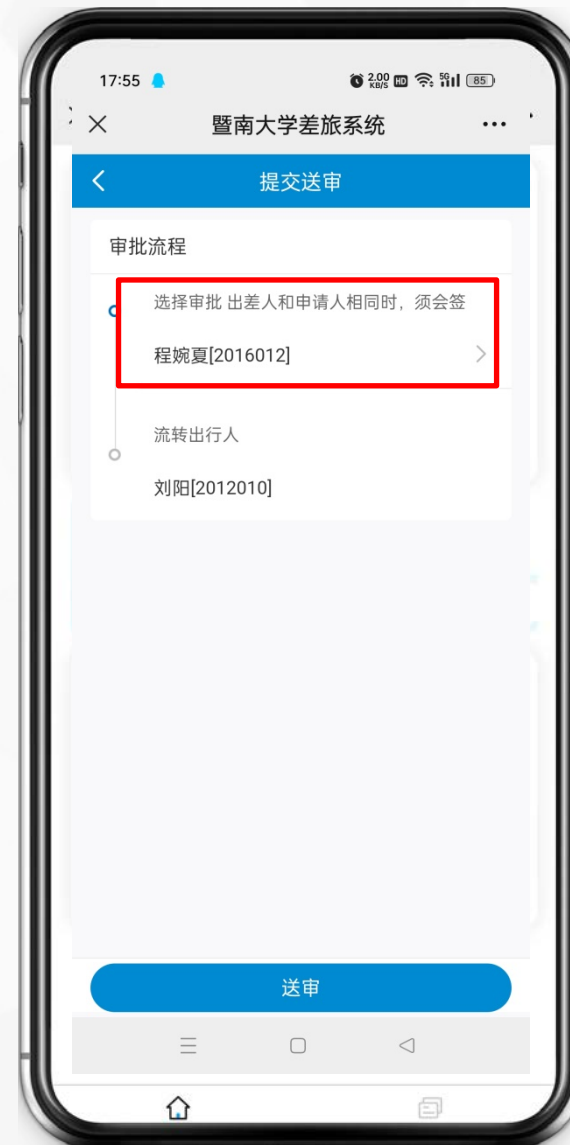 17:55 2.00 KB/S HD 5G 85
暨南大学差旅系统
提交送审
审批流程
选择审批 出差人和申请人相同时，须会签
程婉夏[2016012]
流转出行人
刘阳[2012010]
送审